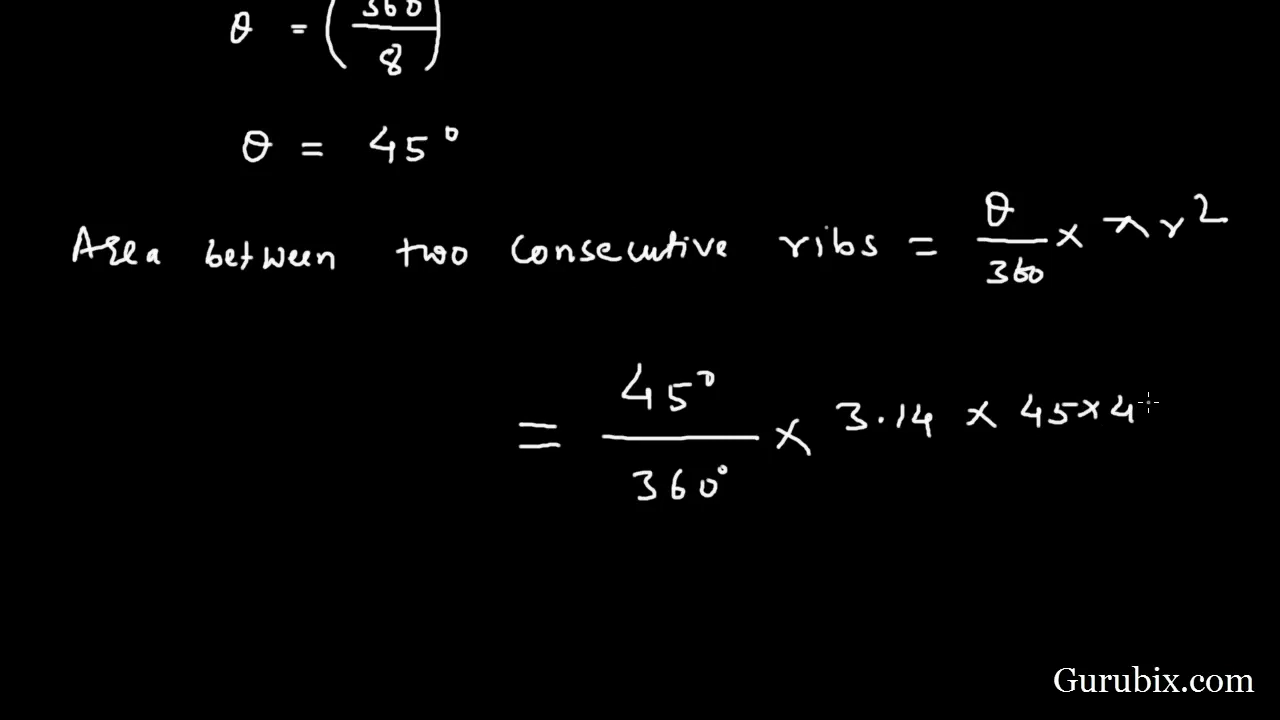 θ = (360/8)
θ = 45°
Area between two consecutive ribs = θ/360 × πr²
= 45°/360° × 3.14 × 45×4
Gurubix.com